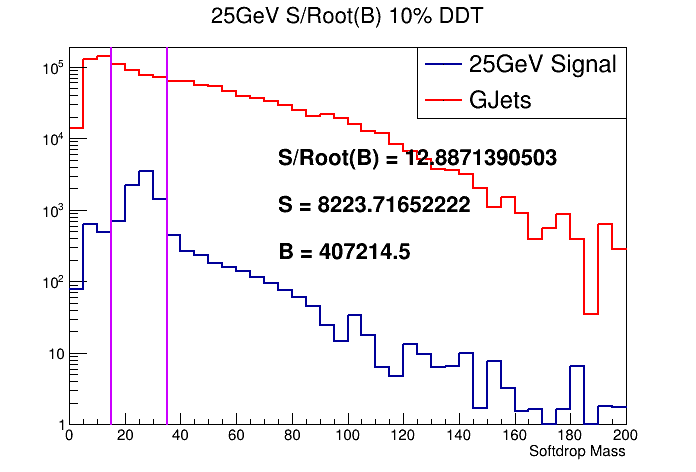 25GeV S/Root(B) 10% DDT
25GeV Signal
GJets
S/Root(B) = 12.8871390503
S = 8223.71652222
B = 407214.5
10^5
10^4
10^3
10^2
10
1
0 20 40 60 80 100 120 140 160 180 200
Softdrop Mass